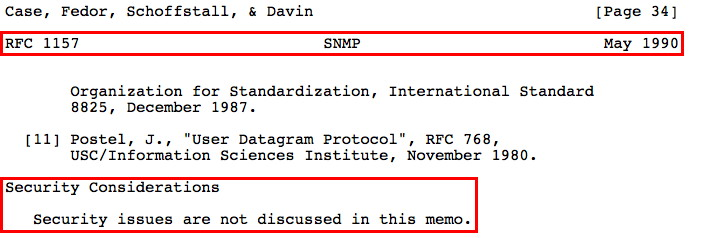 Case, Fedor, Schoffstall, & Davin [Page 34]
RFC 1157 SNMP May 1990
Organization for Standardization, International Standard
8825, December 1987.
[11] Postel, J., "User Datagram Protocol", RFC 768,
USC/Information Sciences Institute, November 1980.
Security Considerations
Security issues are not discussed in this memo.